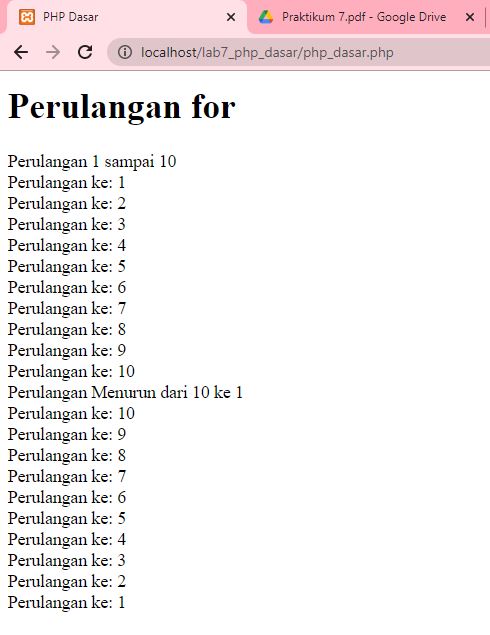 PHP Dasar
Praktikum 7.pdf - Google Drive
localhost/lab7_php_dasar/php_dasar.php
Perulangan for
Perulangan 1 sampai 10
Perulangan ke: 1
Perulangan ke: 2
Perulangan ke: 3
Perulangan ke: 4
Perulangan ke: 5
Perulangan ke: 6
Perulangan ke: 7
Perulangan ke: 8
Perulangan ke: 9
Perulangan ke: 10
Perulangan Menurun dari 10 ke 1
Perulangan ke: 10
Perulangan ke: 9
Perulangan ke: 8
Perulangan ke: 7
Perulangan ke: 6
Perulangan ke: 5
Perulangan ke: 4
Perulangan ke: 3
Perulangan ke: 2
Perulangan ke: 1